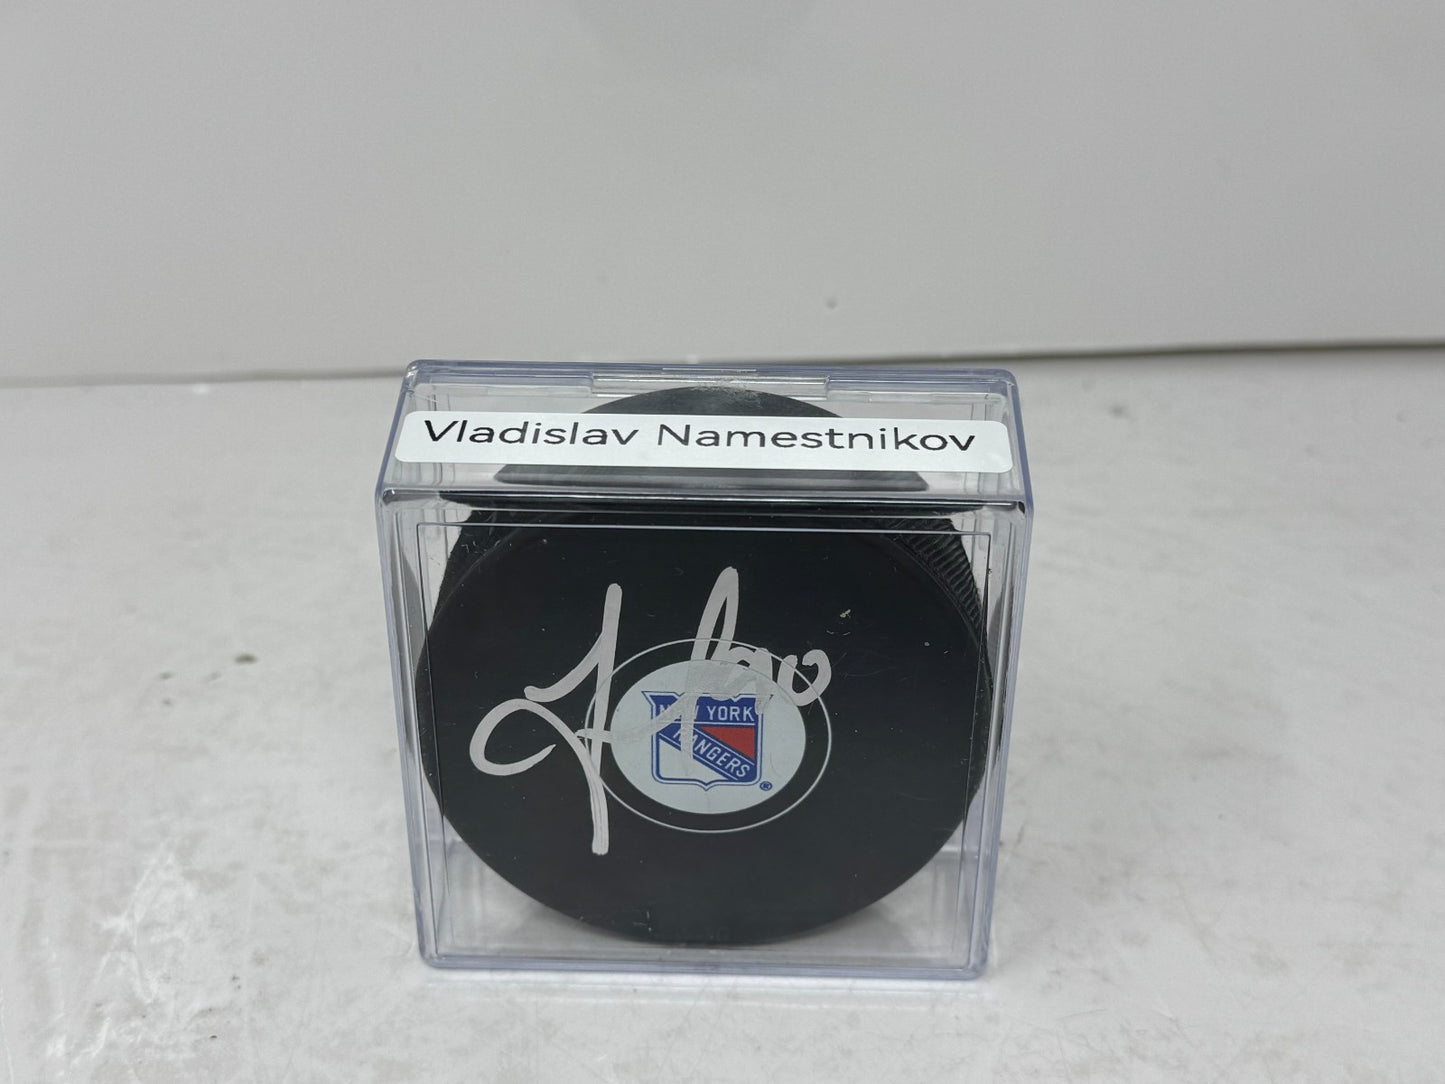 Vladislav Namestnikov
NEW YORK
RANGERS
®